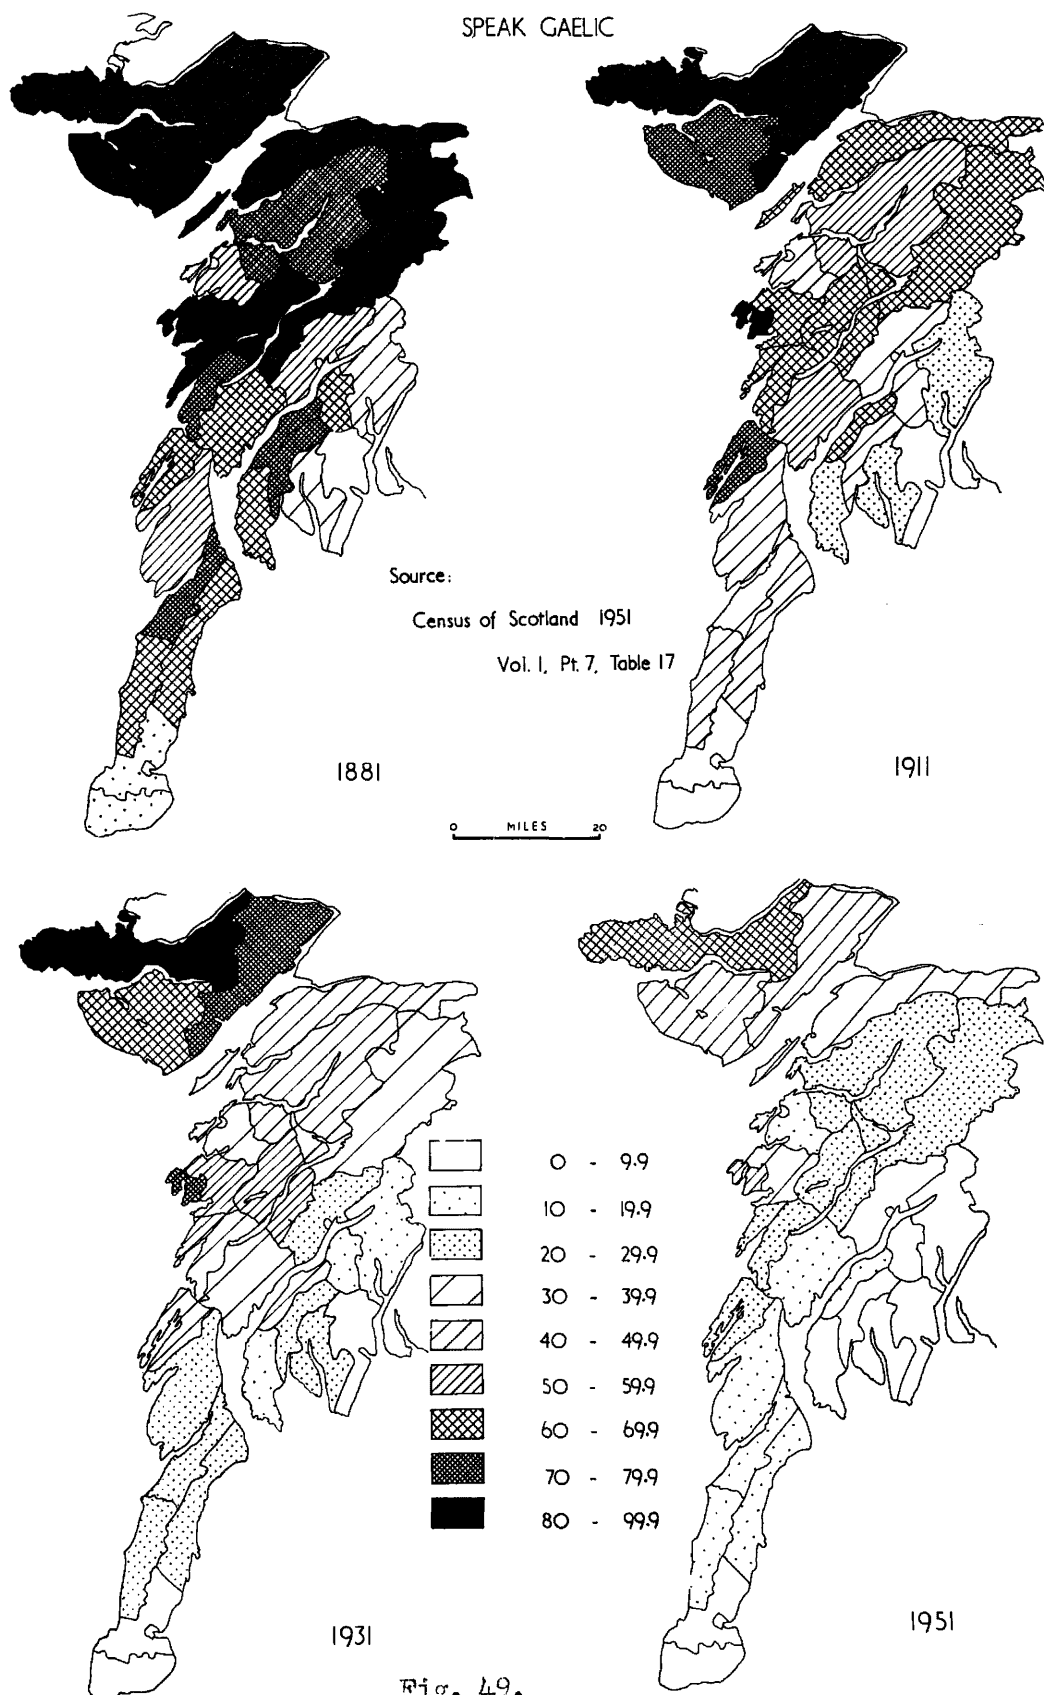 SPEAK GAELIC
Source:
Census of Scotland 1951
Vol. I, Pt. 7, Table 17
1881
1911
0 MILES 20
0 - 9.9
10 - 19.9
20 - 29.9
30 - 39.9
40 - 49.9
50 - 59.9
60 - 69.9
70 - 79.9
80 - 99.9
1931
1951
Fig. 49.